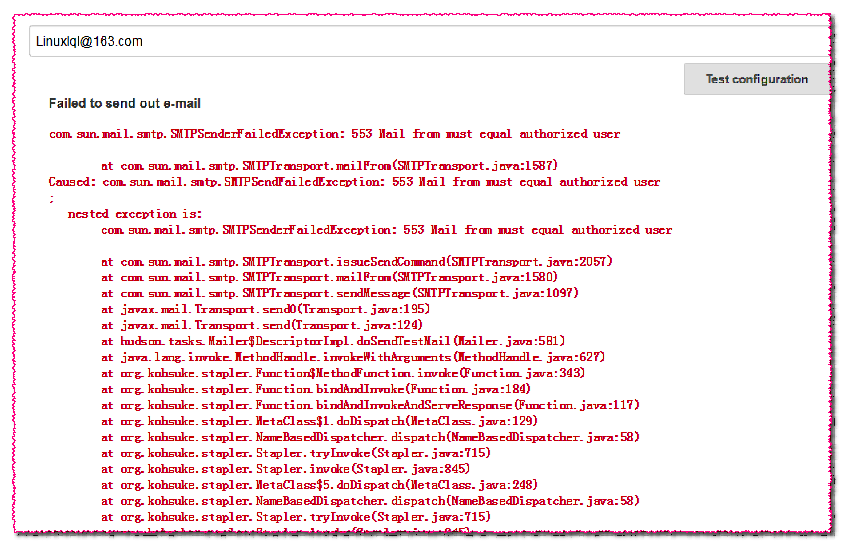 Linuxlql@163.com
Test configuration
Failed to send out e-mail
com.sun.mail.smtp.SMTPSenderFailedException: 553 Mail from must equal authorized user
at com.sun.mail.smtp.SMTPTransport.mailFrom(SMTPTransport.java:1587)
Caused: com.sun.mail.smtp.SMTPSendFailedException: 553 Mail from must equal authorized user
;
nested exception is:
com.sun.mail.smtp.SMTPSenderFailedException: 553 Mail from must equal authorized user
at com.sun.mail.smtp.SMTPTransport.issueSendCommand(SMTPTransport.java:2057)
at com.sun.mail.smtp.SMTPTransport.mailFrom(SMTPTransport.java:1580)
at com.sun.mail.smtp.SMTPTransport.sendMessage(SMTPTransport.java:1097)
at javax.mail.Transport.send0(Transport.java:195)
at javax.mail.Transport.send(Transport.java:124)
at hudson.tasks.Mailer$DescriptorImpl.doSendTestMail(Mailer.java:581)
at java.lang.invoke.MethodHandle.invokeWithArguments(MethodHandle.java:627)
at org.kohsuke.stapler.Function$MethodFunction.invoke(Function.java:343)
at org.kohsuke.stapler.Function.bindAndInvoke(Function.java:184)
at org.kohsuke.stapler.Function.bindAndInvokeAndServeResponse(Function.java:117)
at org.kohsuke.stapler.MetaClass$1.doDispatch(MetaClass.java:129)
at org.kohsuke.stapler.NameBasedDispatcher.dispatch(NameBasedDispatcher.java:58)
at org.kohsuke.stapler.Stapler.tryInvoke(Stapler.java:715)
at org.kohsuke.stapler.Stapler.invoke(Stapler.java:845)
at org.kohsuke.stapler.MetaClass$5.doDispatch(MetaClass.java:248)
at org.kohsuke.stapler.NameBasedDispatcher.dispatch(NameBasedDispatcher.java:58)
at org.kohsuke.stapler.Stapler.tryInvoke(Stapler.java:715)